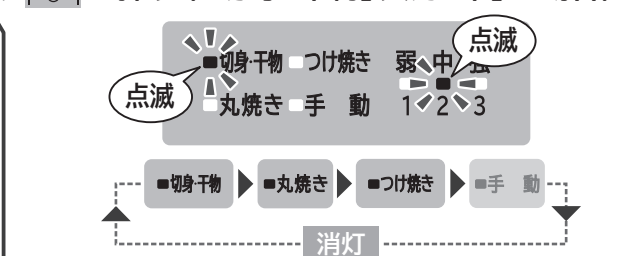 点滅
■切身・干物 つけ焼き 弱 中 強
点滅
丸焼き 手 動 1 2 3
■切身・干物 ■丸焼き ■つけ焼き ■手 動
消灯